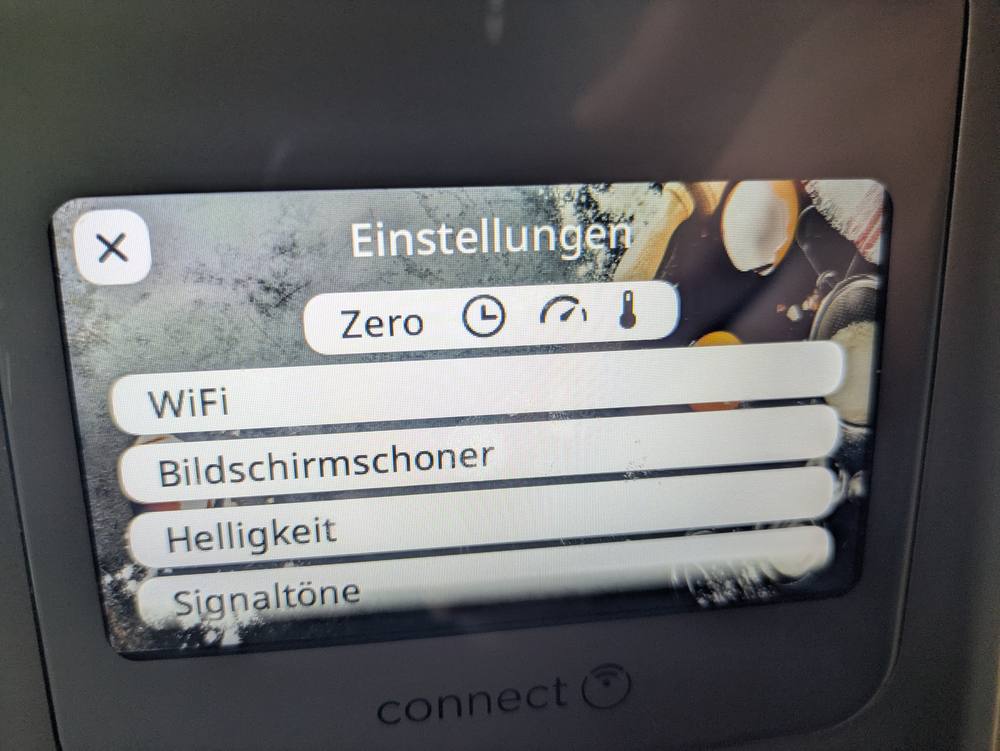 Einstellungen
Zero
WiFi
Bildschirmschoner
Helligkeit
Signaltöne
connect